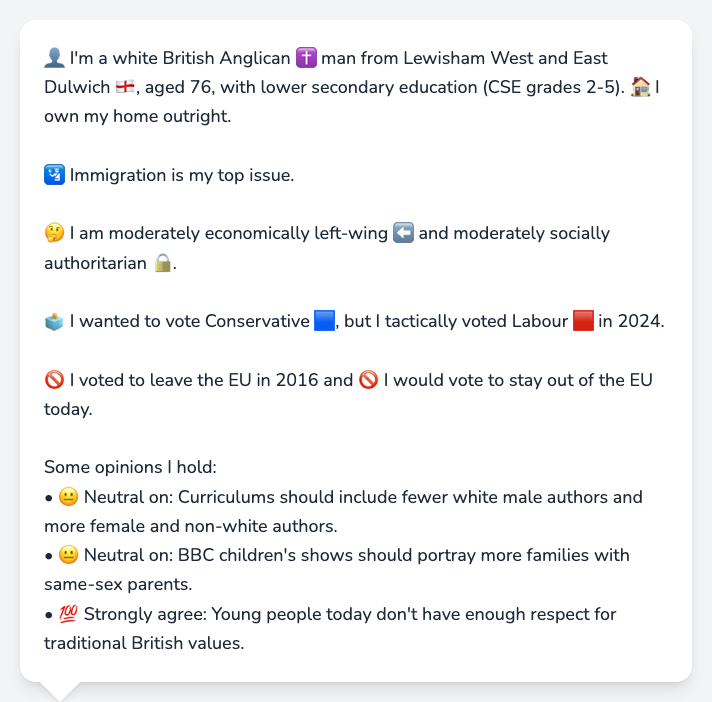 👤 I'm a white British Anglican ✝️ man from Lewisham West and East
Dulwich 🏴󠁧󠁢󠁥󠁮󠁧󠁿, aged 76, with lower secondary education (CSE grades 2-5). 🏠 I
own my home outright.
🛂 Immigration is my top issue.
🤔 I am moderately economically left-wing ⬅️ and moderately socially
authoritarian 🔒.
🗳️ I wanted to vote Conservative 🟦, but I tactically voted Labour 🟥 in 2024.
🚫 I voted to leave the EU in 2016 and 🚫 I would vote to stay out of the EU
today.
Some opinions I hold:
• 😐 Neutral on: Curriculums should include fewer white male authors and
more female and non-white authors.
• 😐 Neutral on: BBC children's shows should portray more families with
same-sex parents.
• 💯 Strongly agree: Young people today don't have enough respect for
traditional British values.